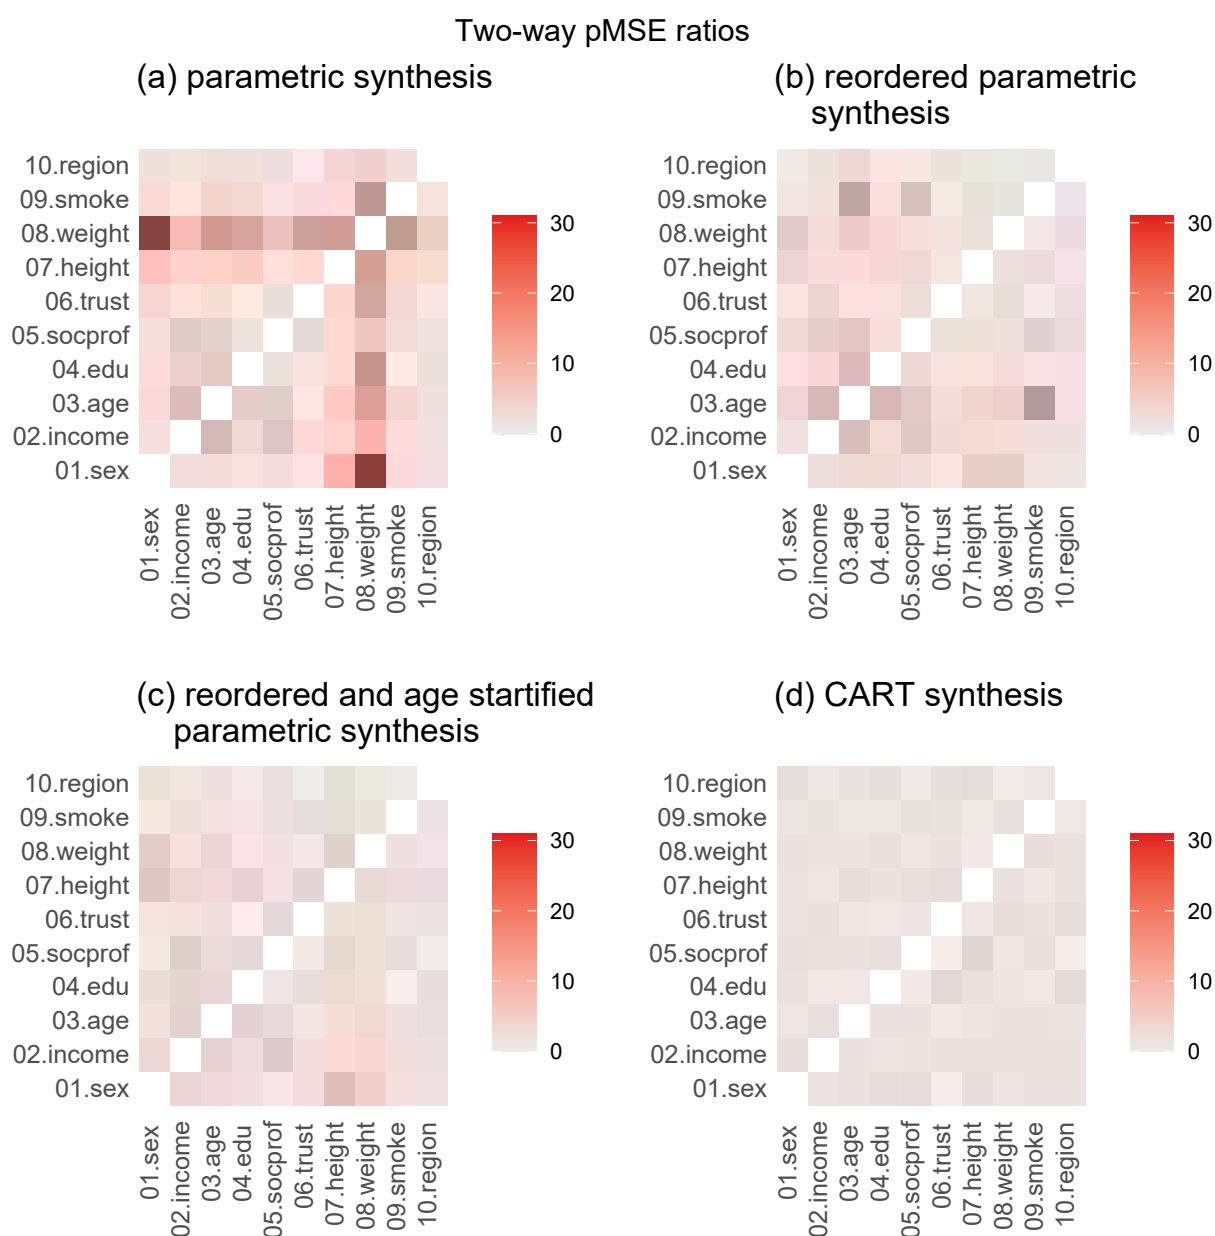 Two-way pMSE ratios
(a) parametric synthesis
10.region
09.smoke
08.weight
07.height
06.trust
05.socprof
04.edu
03.age
02.income
01.sex
01.sex
02.income
03.age
04.edu
05.socprof
06.trust
07.height
08.weight
09.smoke
10.region
30
20
10
0
(b) reordered parametric
synthesis
10.region
09.smoke
08.weight
07.height
06.trust
05.socprof
04.edu
03.age
02.income
01.sex
01.sex
02.income
03.age
04.edu
05.socprof
06.trust
07.height
08.weight
09.smoke
10.region
30
20
10
0
(c) reordered and age startified
parametric synthesis
10.region
09.smoke
08.weight
07.height
06.trust
05.socprof
04.edu
03.age
02.income
01.sex
01.sex
02.income
03.age
04.edu
05.socprof
06.trust
07.height
08.weight
09.smoke
10.region
30
20
10
0
(d) CART synthesis
10.region
09.smoke
08.weight
07.height
06.trust
05.socprof
04.edu
03.age
02.income
01.sex
01.sex
02.income
03.age
04.edu
05.socprof
06.trust
07.height
08.weight
09.smoke
10.region
30
20
10
0